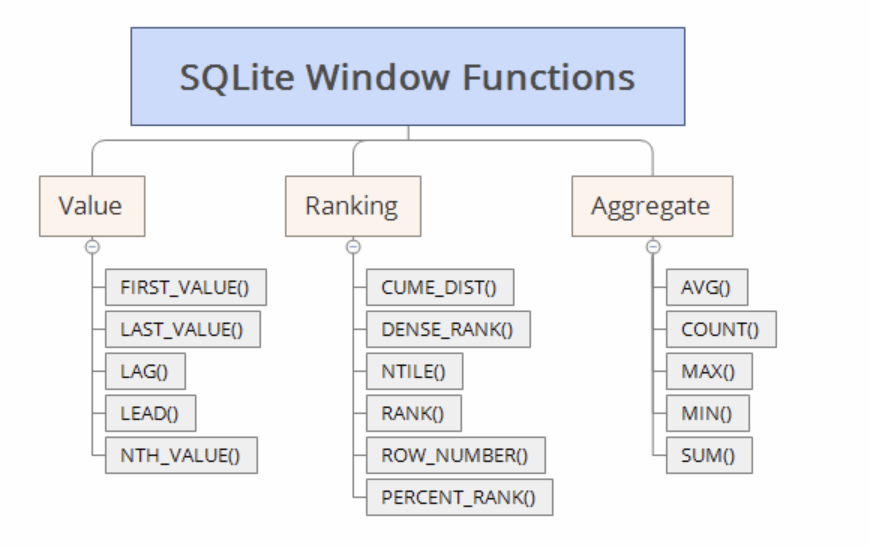 SQLite Window Functions
Value
FIRST_VALUE()
LAST_VALUE()
LAG()
LEAD()
NTH_VALUE()
Ranking
CUME_DIST()
DENSE_RANK()
NTILE()
RANK()
ROW_NUMBER()
PERCENT_RANK()
Aggregate
AVG()
COUNT()
MAX()
MIN()
SUM()